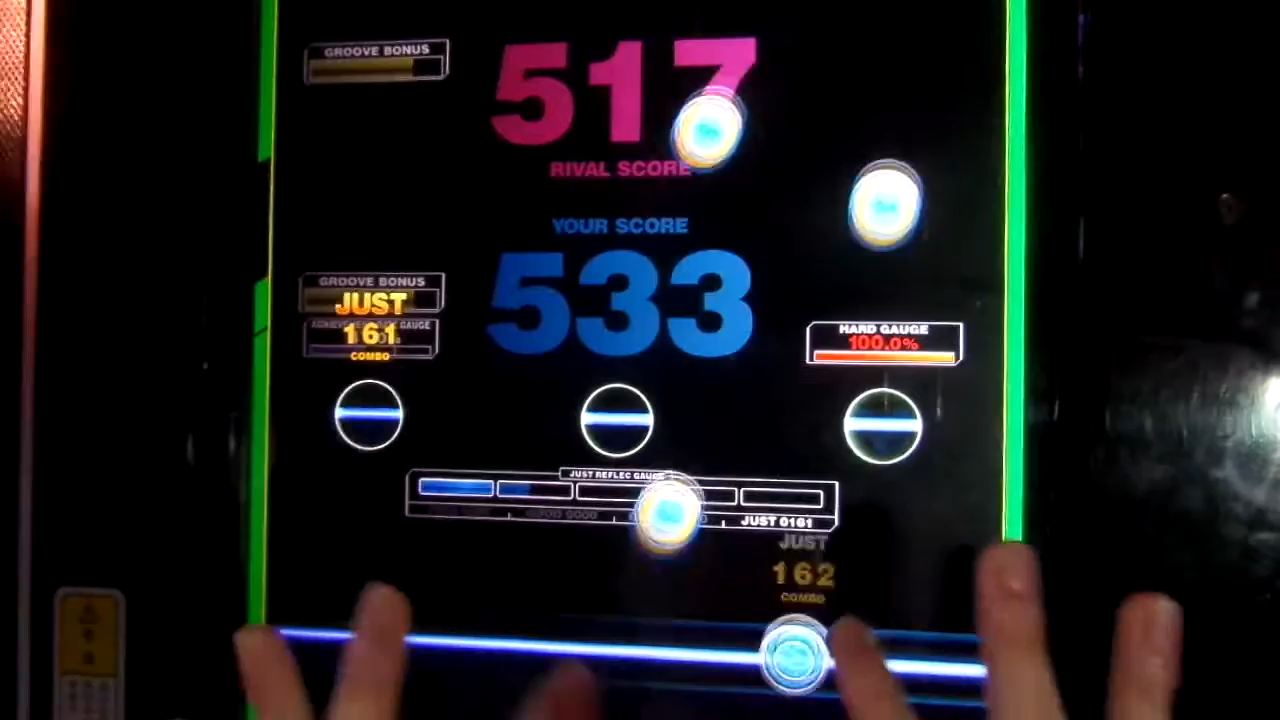 GROOVE BONUS
517
RIVAL SCORE
YOUR SCORE
533
GROOVE BONUS
JUST
161
COMBO
HARD GAUGE
100.0%
JUST REFLEC GAUGE
JUST 0161
JUST
162
COMBO